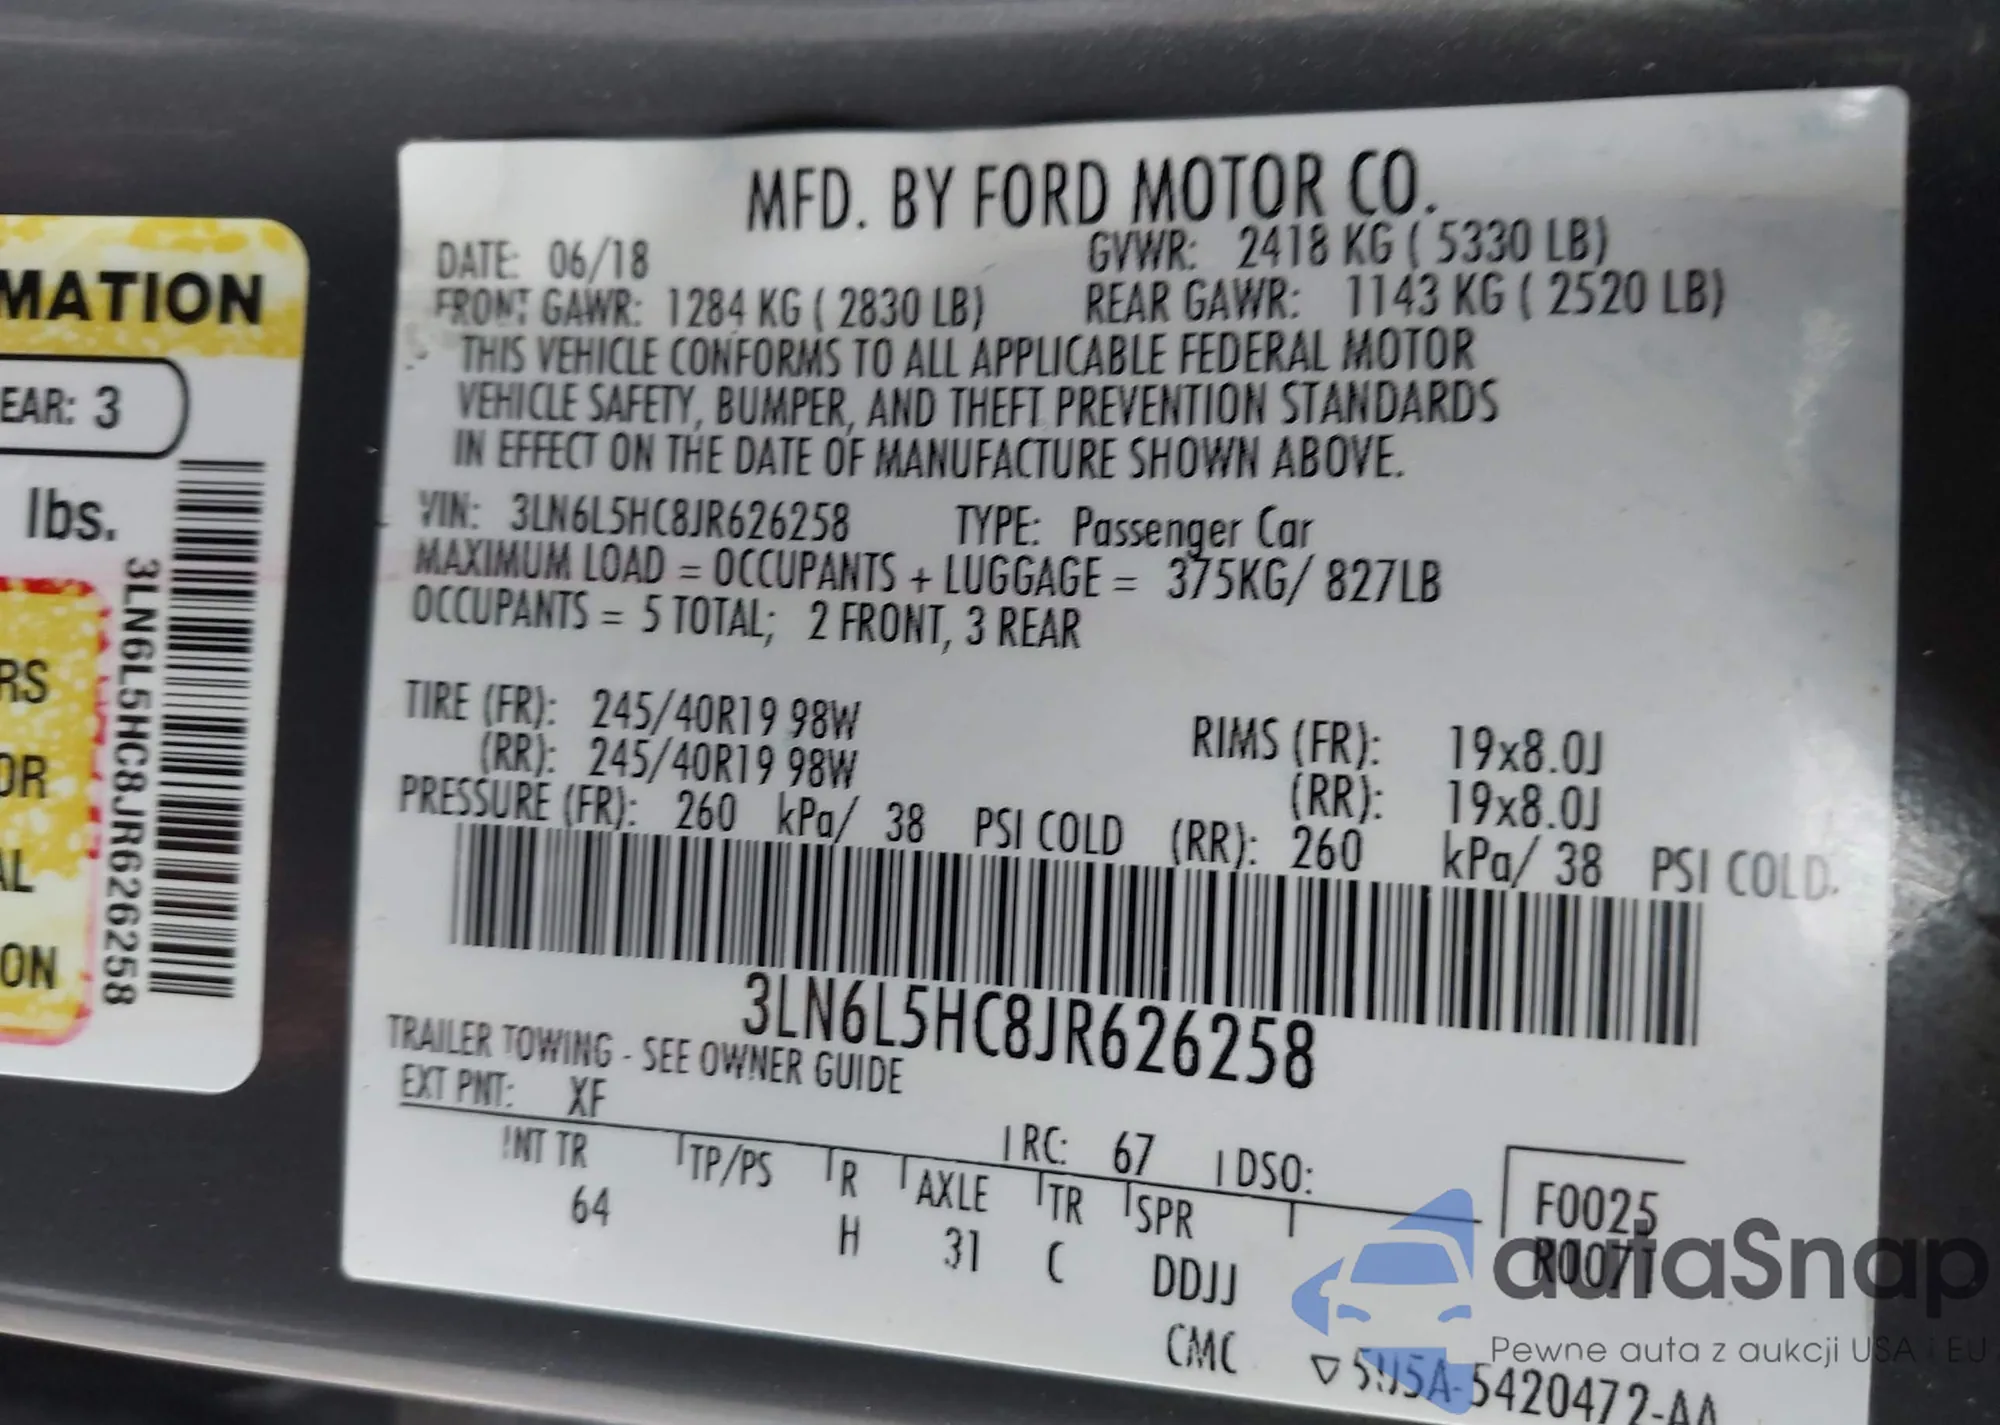 MATION
EAR: 3
lbs.
RS
OR
AL
ON
3LN6L5HC8JR626258
MFD. BY FORD MOTOR CO.
DATE: 06/18 GVWR: 2418 KG ( 5330 LB)
FRONT GAWR: 1284 KG ( 2830 LB) REAR GAWR: 1143 KG ( 2520 LB)
THIS VEHICLE CONFORMS TO ALL APPLICABLE FEDERAL MOTOR
VEHICLE SAFETY, BUMPER, AND THEFT PREVENTION STANDARDS
IN EFFECT ON THE DATE OF MANUFACTURE SHOWN ABOVE.
VIN: 3LN6L5HC8JR626258 TYPE: Passenger Car
MAXIMUM LOAD = OCCUPANTS + LUGGAGE = 375KG/ 827LB
OCCUPANTS = 5 TOTAL; 2 FRONT, 3 REAR
TIRE (FR): 245/40R19 98W RIMS (FR): 19x8.0J
(RR): 245/40R19 98W (RR): 19x8.0J
PRESSURE (FR): 260 kPa/ 38 PSI COLD (RR): 260 kPa/ 38 PSI COLD.
3LN6L5HC8JR626258
TRAILER TOWING - SEE OWNER GUIDE
EXT PNT: XF RC: 67 DSO:
INT TR TP/PS R AXLE TR SPR F0025
64 H 31 C DDJJ R0071
CMC
5420472-AA
autaSnap
Pewne auta z aukcji USA i EU